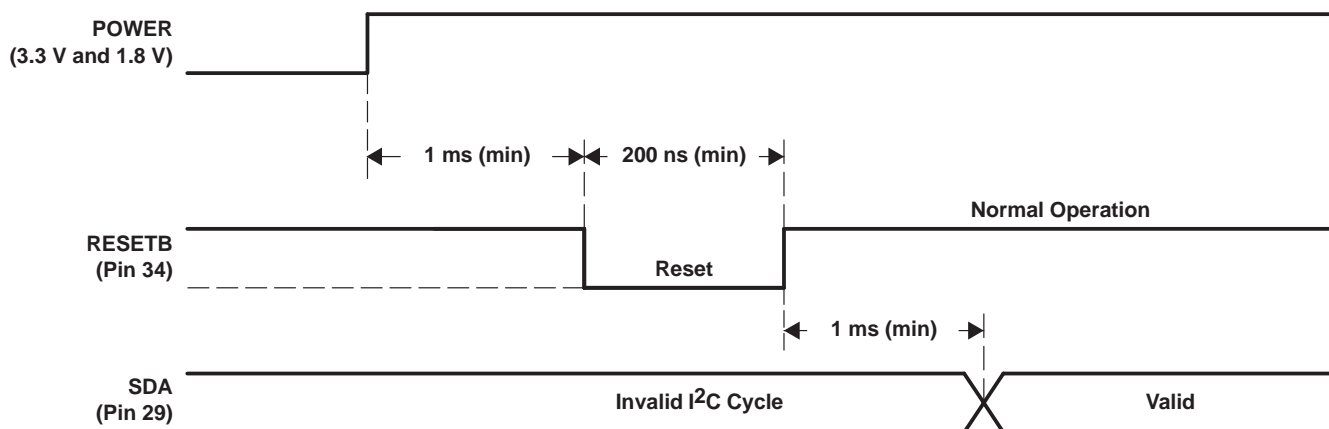 POWER
(3.3 V and 1.8 V)
1 ms (min)
200 ns (min)
Normal Operation
RESETB
(Pin 34)
Reset
1 ms (min)
SDA
(Pin 29)
Invalid I²C Cycle
Valid